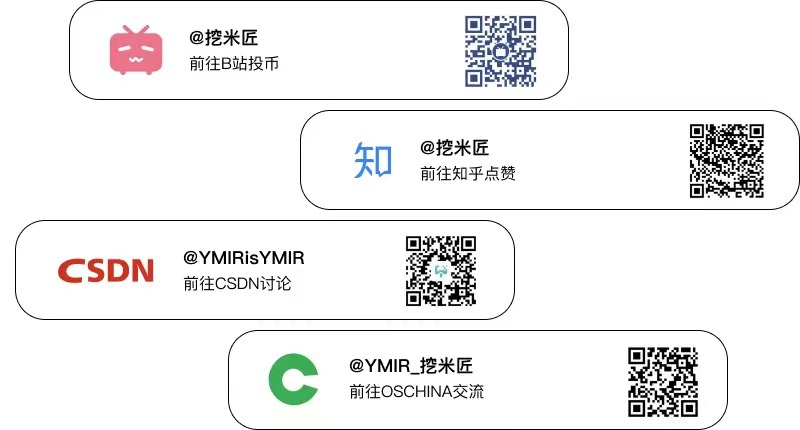 @挖米匠
前往B站投币
知
@挖米匠
前往知乎点赞
CSDN
@YMIRisYMIR
前往CSDN讨论
@YMIR_挖米匠
前往OSCHINA交流